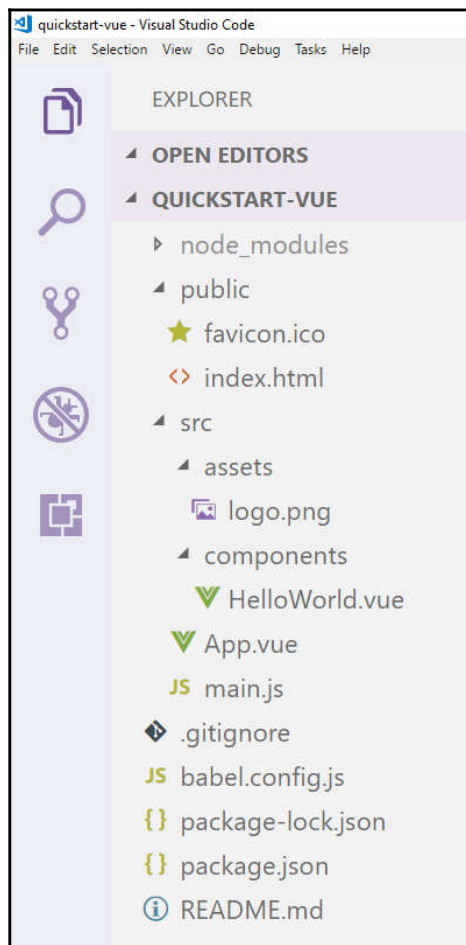 quickstart-vue - Visual Studio Code
File Edit Selection View Go Debug Tasks Help
EXPLORER
OPEN EDITORS
QUICKSTART-VUE
node_modules
public
favicon.ico
<> index.html
src
assets
logo.png
components
HelloWorld.vue
App.vue
JS main.js
.gitignore
JS babel.config.js
{ } package-lock.json
{ } package.json
README.md